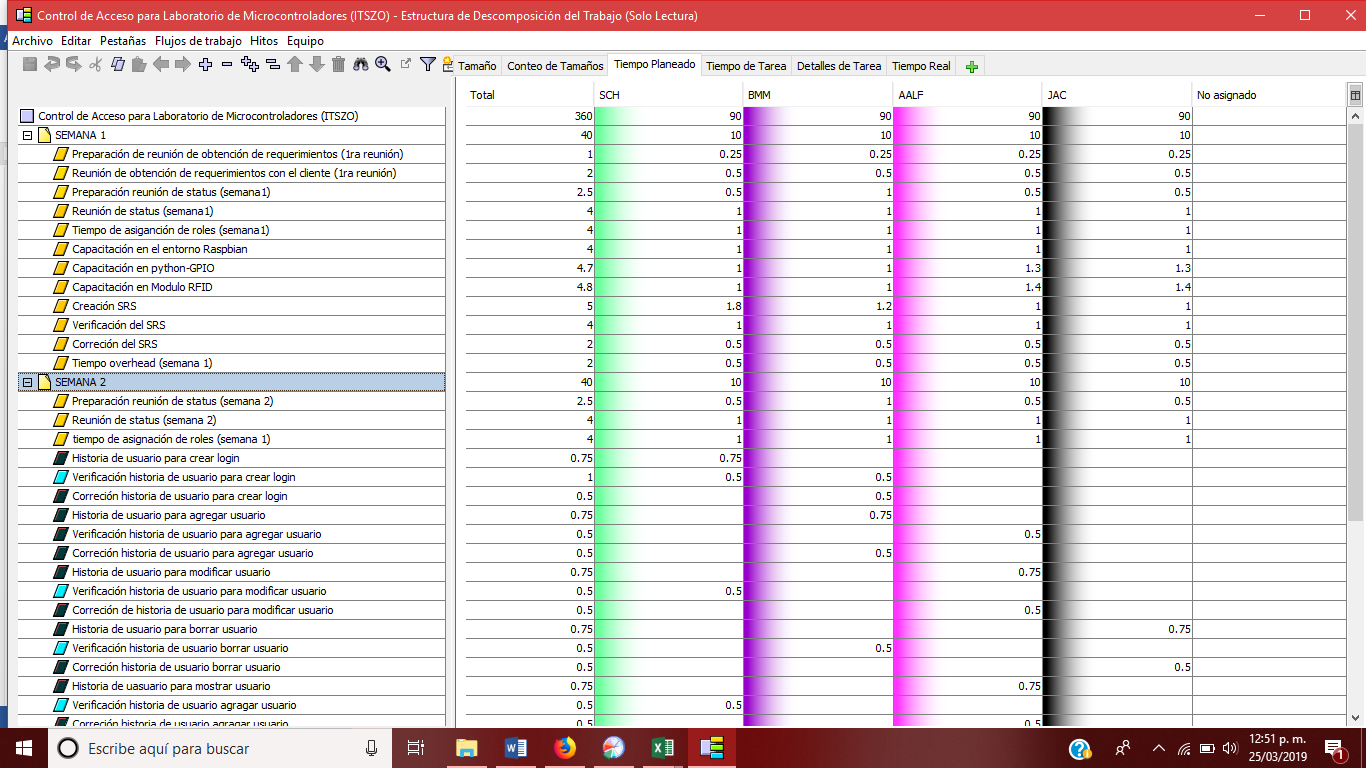 Control de Acceso para Laboratorio de Microcontroladores (ITSZO) - Estructura de Descomposición del Trabajo (Solo Lectura)
Archivo Editar Pestañas Flujos de trabajo Hitos Equipo
Tamaño Conteo de Tamaños Tiempo Planeado Tiempo de Tarea Detalles de Tarea Tiempo Real
Total SCH BMM AALF JAC No asignado
Control de Acceso para Laboratorio de Microcontroladores (ITSZO) 360 90 90 90 90
SEMANA 1 40 10 10 10 10
Preparación de reunión de obtención de requerimientos (1ra reunión) 1 0.25 0.25 0.25 0.25
Reunión de obtención de requerimientos con el cliente (1ra reunión) 2 0.5 0.5 0.5 0.5
Preparación reunión de status (semana1) 2.5 0.5 1 0.5 0.5
Reunión de status (semana1) 4 1 1 1 1
Tiempo de asiganción de roles (semana1) 4 1 1 1 1
Capacitación en el entorno Raspbian 4 1 1 1 1
Capacitación en python-GPIO 4.7 1 1 1.3 1.3
Capacitación en Modulo RFID 4.8 1 1 1.4 1.4
Creación SRS 5 1.8 1.2 1 1
Verificación del SRS 4 1 1 1 1
Correción del SRS 2 0.5 0.5 0.5 0.5
Tiempo overhead (semana 1) 2 0.5 0.5 0.5 0.5
SEMANA 2 40 10 10 10 10
Preparación reunión de status (semana 2) 2.5 0.5 1 0.5 0.5
Reunión de status (semana 2) 4 1 1 1 1
tiempo de asignación de roles (semana 1) 4 1 1 1 1
Historia de usuario para crear login 0.75 0.75
Verificación historia de usuario para crear login 1 0.5 0.5
Correción historia de usuario para crear login 0.5 0.5
Historia de usuario para agregar usuario 0.75 0.75
Verificación historia de usuario para agregar usuario 0.5 0.5
Correción historia de usuario para agregar usuario 0.5 0.5
Historia de usuario para modificar usuario 0.75 0.75
Verificación historia de usuario para modificar usuario 0.5 0.5
Correción de historia de usuario para modificar usuario 0.5 0.5
Historia de usuario para borrar usuario 0.75 0.75
Verificación historia de usuario borrar usuario 0.5 0.5
Correción historia de usuario borrar usuario 0.5 0.5
Historia de uasuario para mostrar usuario 0.75 0.75
Verificación historia de usuario agragar usuario 0.5 0.5
Correción historia de usuario agragar usuario 0.5 0.5
Escribe aquí para buscar
12:51 p. m.
25/03/2019
1